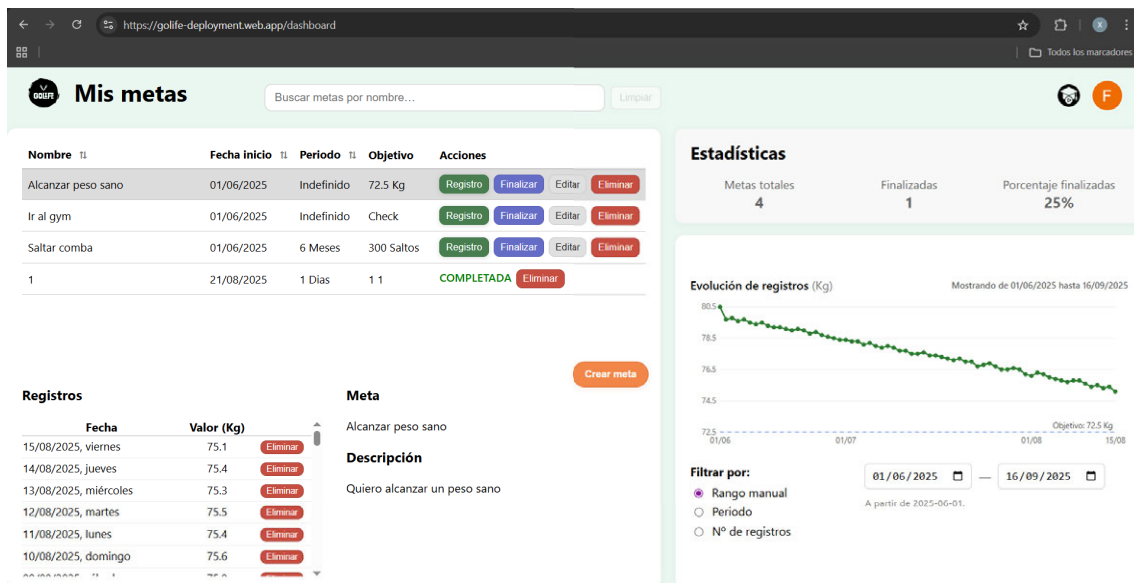 https://golife-deployment.web.app/dashboard
X
Todos los marcadores
GOLIFE
Mis metas
Buscar metas por nombre...
Limpiar
F
Nombre Fecha inicio Periodo Objetivo Acciones
Alcanzar peso sano 01/06/2025 Indefinido 72.5 Kg Registro Finalizar Editar Eliminar
Ir al gym 01/06/2025 Indefinido Check Registro Finalizar Editar Eliminar
Saltar comba 01/06/2025 6 Meses 300 Saltos Registro Finalizar Editar Eliminar
1 21/08/2025 1 Dias 1 1 COMPLETADA Eliminar
Crear meta
Registros
Fecha Valor (Kg)
15/08/2025, viernes 75.1 Eliminar
14/08/2025, jueves 75.4 Eliminar
13/08/2025, miércoles 75.3 Eliminar
12/08/2025, martes 75.5 Eliminar
11/08/2025, lunes 75.4 Eliminar
10/08/2025, domingo 75.6 Eliminar
Meta
Alcanzar peso sano
Descripción
Quiero alcanzar un peso sano
Estadísticas
Metas totales Finalizadas Porcentaje finalizadas
4 1 25%
Evolución de registros (Kg) Mostrando de 01/06/2025 hasta 16/09/2025
80.5
78.5
76.5
74.5
72.5
Objetivo: 72.5 Kg
01/06 01/07 01/08 15/08
Filtrar por:
Rango manual
Periodo
Nº de registros
01/06/2025 — 16/09/2025
A partir de 2025-06-01.